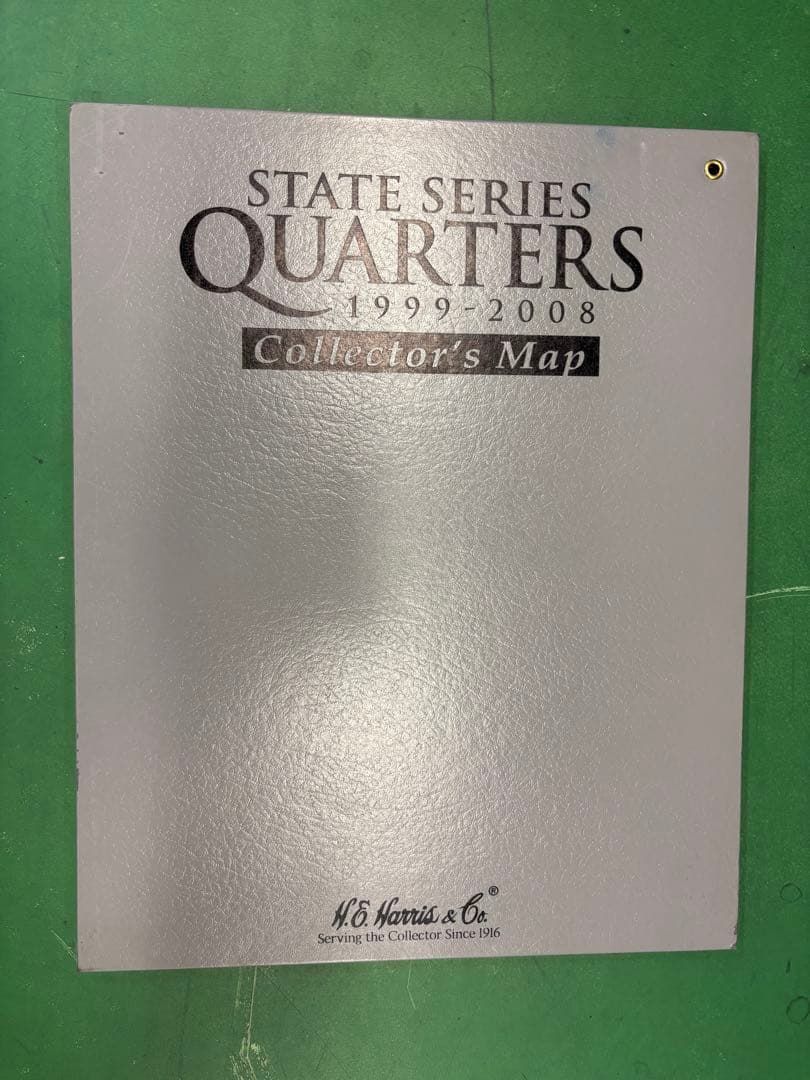 STATE SERIES
QUARTERS
1999-2008
Collector's Map
H.E. Harris & Co.®
Serving the Collector Since 1916